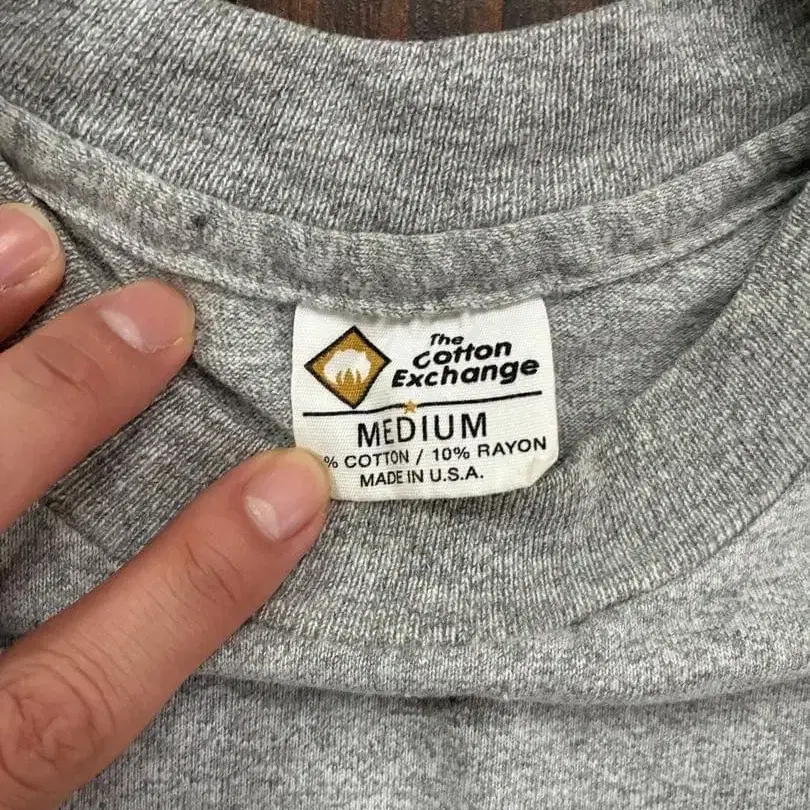 The
Cotton
Exchange
MEDIUM
% COTTON / 10% RAYON
MADE IN U.S.A.